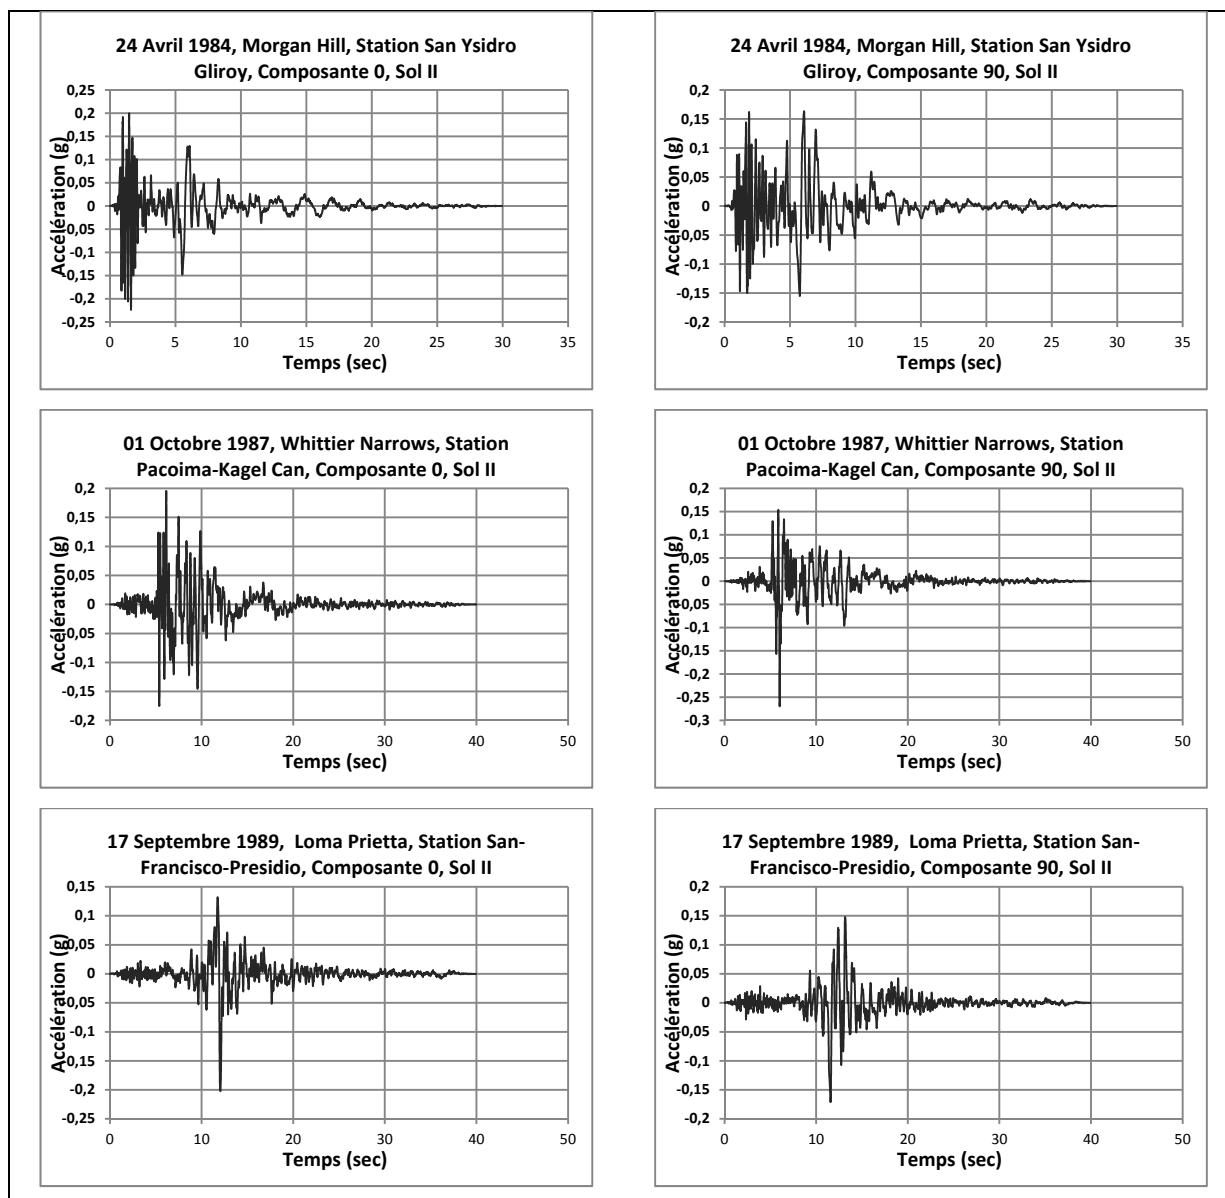 24 Avril 1984, Morgan Hill, Station San Ysidro
Gliroy, Composante 0, Sol II
0,25
0,2
0,15
0,1
0,05
0
-0,05
-0,1
-0,15
-0,2
-0,25
Accélération (g)
0 5 10 15 20 25 30 35
Temps (sec)
24 Avril 1984, Morgan Hill, Station San Ysidro
Gliroy, Composante 90, Sol II
0,2
0,15
0,1
0,05
0
-0,05
-0,1
-0,15
-0,2
Accélération (g)
0 5 10 15 20 25 30 35
Temps (sec)
01 Octobre 1987, Whittier Narrows, Station
Pacoima-Kagel Can, Composante 0, Sol II
0,2
0,15
0,1
0,05
0
-0,05
-0,1
-0,15
-0,2
Accélération (g)
0 10 20 30 40 50
Temps (sec)
01 Octobre 1987, Whittier Narrows, Station
Pacoima-Kagel Can, Composante 90, Sol II
0,2
0,15
0,1
0,05
0
-0,05
-0,1
-0,15
-0,2
-0,25
-0,3
Accélération (g)
0 10 20 30 40 50
Temps (sec)
17 Septembre 1989, Loma Prietta, Station San-
Francisco-Presidio, Composante 0, Sol II
0,15
0,1
0,05
0
-0,05
-0,1
-0,15
-0,2
-0,25
Accélération (g)
0 10 20 30 40 50
Temps (sec)
17 Septembre 1989, Loma Prietta, Station San-
Francisco-Presidio, Composante 90, Sol II
0,2
0,15
0,1
0,05
0
-0,05
-0,1
-0,15
-0,2
Accélération (g)
0 10 20 30 40 50
Temps (sec)